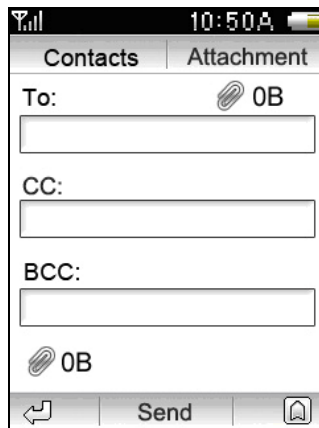 10:50A
Contacts Attachment
To: 0B
CC:
BCC:
0B
Send